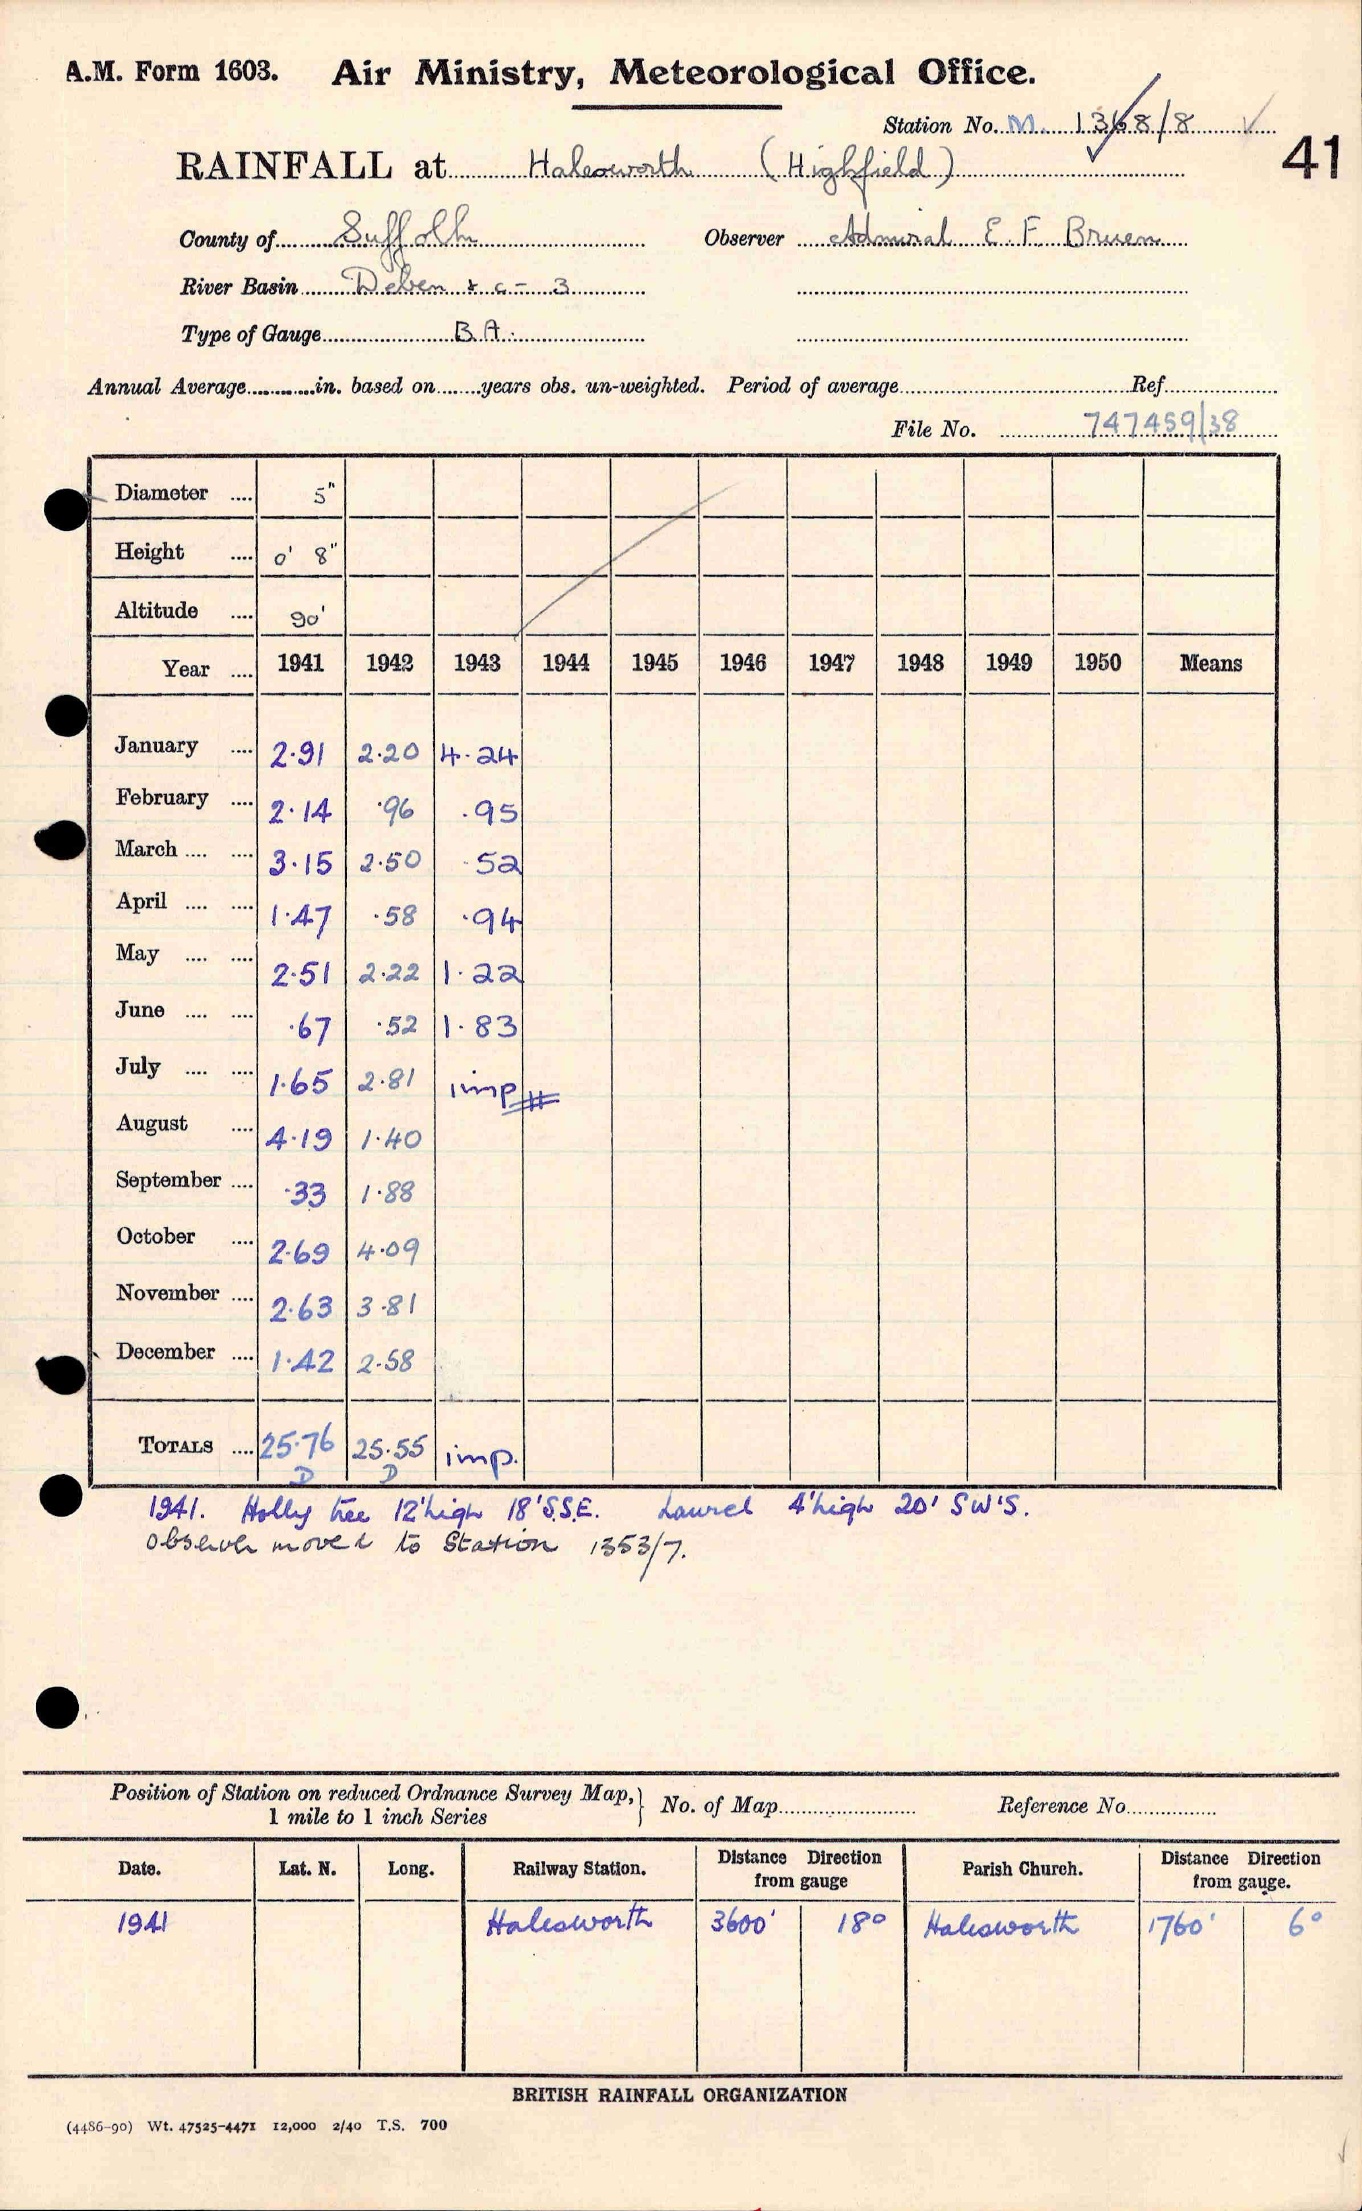 A.M. Form 1603. Air Ministry, Meteorological Office.
Station No. M. 1368/8
41
RAINFALL at Halesworth (Highfield)
County of Suffolk Observer Admiral E. F. Bruen
River Basin Deben & c - 3
Type of Gauge B A.
Annual Average............in. based on.......years obs. un-weighted. Period of average.............Ref.............
File No. 747459/38
Diameter .... 5"
Height .... 0' 8"
Altitude .... 90'
Year .... 1941 1942 1943 1944 1945 1946 1947 1948 1949 1950 Means
January .... 2.91 2.20 4.24
February .... 2.14 .96 .95
March .... .... 3.15 2.50 .52
April .... .... 1.47 .58 .94
May .... .... 2.51 2.22 1.22
June .... .... .67 .52 1.83
July .... .... 1.65 2.81 imp
August .... 4.19 1.40
September .... .33 1.88
October .... 2.69 4.09
November .... 2.63 3.81
December .... 1.42 2.58
TOTALS .... 25.76 25.55 imp.
D D
1941. Holly tree 12' high 18' S.S.E. Laurel 4' high 20' SW'S.
Observer moved to Station 1353/7.
Position of Station on reduced Ordnance Survey Map, } No. of Map.............. Reference No..............
1 mile to 1 inch Series
Date. Lat. N. Long. Railway Station. Distance Direction from gauge Parish Church. Distance Direction from gauge.
1941 Halesworth 3600' 18° Halesworth 1760' 6°
BRITISH RAINFALL ORGANIZATION
(4486-90) Wt. 47525-4471 12,000 2/40 T.S. 700